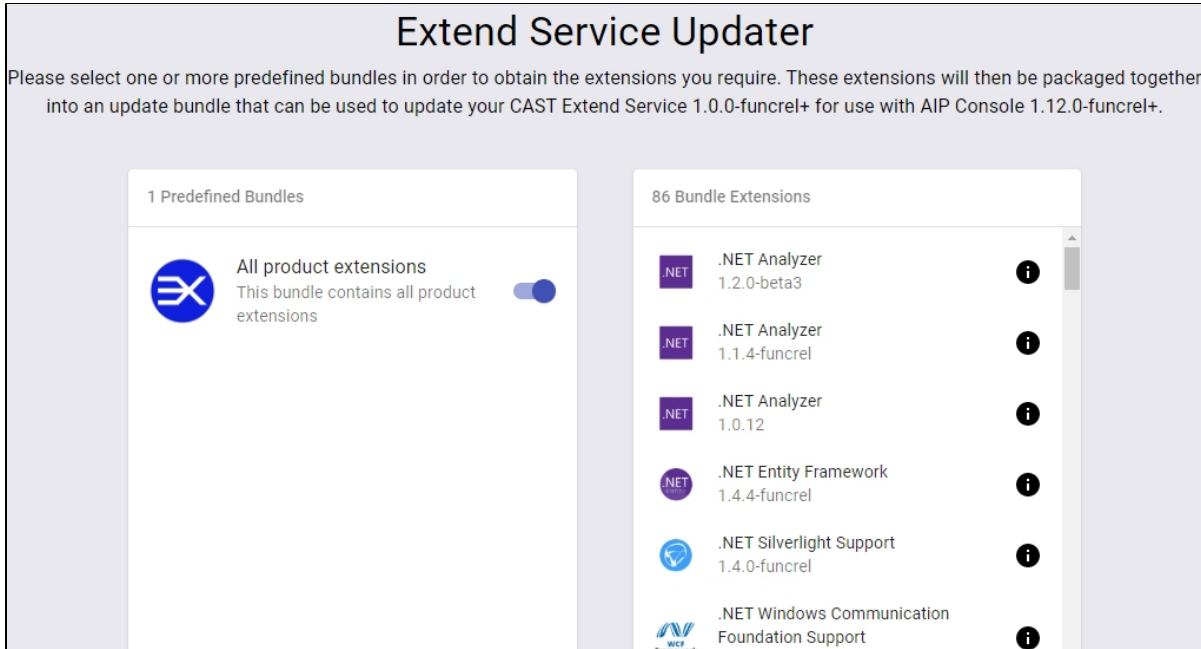 Extend Service Updater
Please select one or more predefined bundles in order to obtain the extensions you require. These extensions will then be packaged together
into an update bundle that can be used to update your CAST Extend Service 1.0.0-funcrel+ for use with AIP Console 1.12.0-funcrel+.
1 Predefined Bundles
All product extensions
This bundle contains all product
extensions
86 Bundle Extensions
.NET
.NET Analyzer
1.2.0-beta3
.NET
.NET Analyzer
1.1.4-funcrel
.NET
.NET Analyzer
1.0.12
.NET
.NET Entity Framework
1.4.4-funcrel
.NET Silverlight Support
1.4.0-funcrel
WCF
.NET Windows Communication
Foundation Support